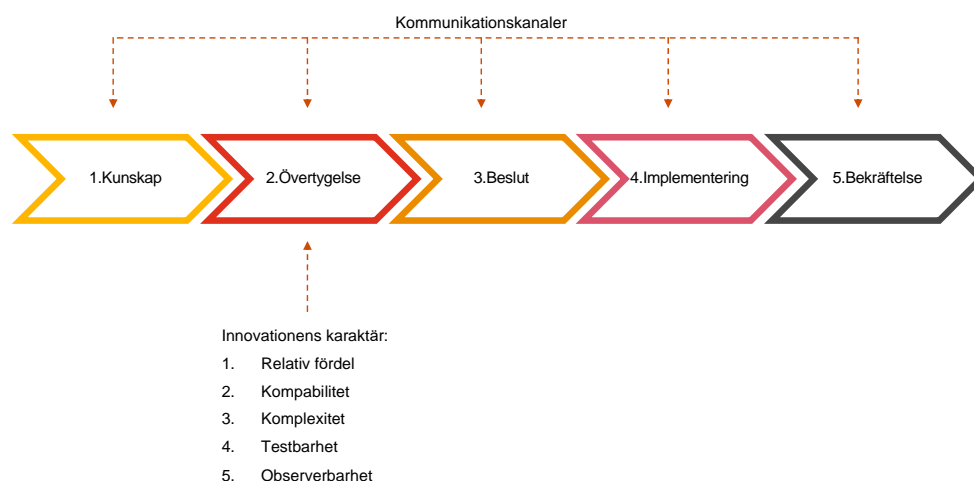 Kommunikationskanaler
1.Kunskap
2.Övertygelse
3.Beslut
4.Implementering
5.Bekräftelse
Innovationens karaktär:
1. Relativ fördel
2. Kompabilitet
3. Komplexitet
4. Testbarhet
5. Observerbarhet